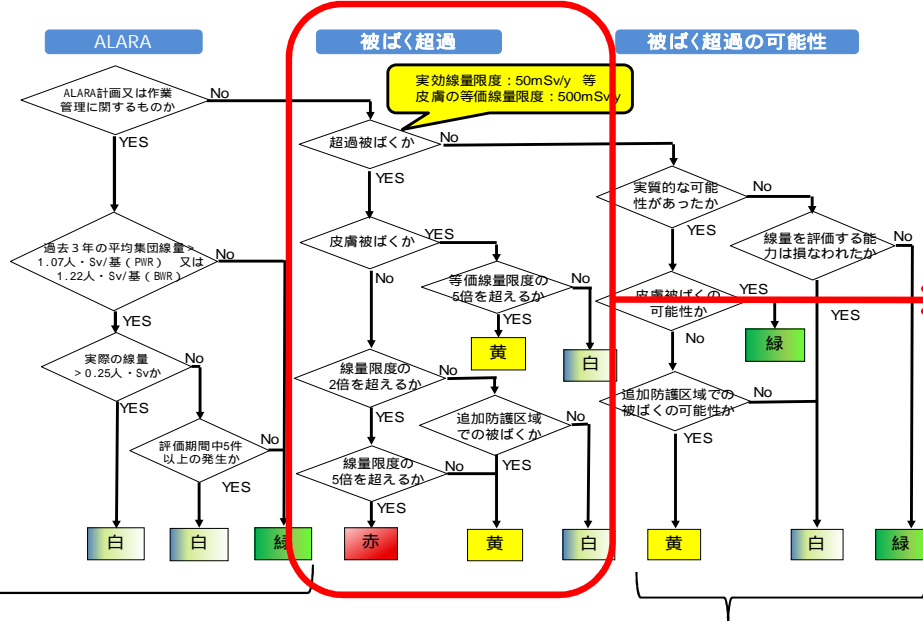 ALARA
被ばく超過
被ばく超過の可能性
実効線量限度：50mSv/y 等
皮膚の等価線量限度：500mSv/y
ALARA計画又は作業
管理に関するものか
No
YES
過去３年の平均集団線量>
1.07人・Sv/基（PWR） 又は
1.22人・Sv/基（BWR）
No
YES
実際の線量
＞0.25人・Svか
No
YES
評価期間中5件
以上の発生か
No
YES
白
白
緑
超過被ばくか
No
YES
皮膚被ばくか
YES
No
等価線量限度の
5倍を超えるか
No
YES
黄
白
線量限度の
2倍を超えるか
No
YES
追加防護区域
での被ばくか
No
YES
線量限度の
5倍を超えるか
No
YES
赤
黄
白
実質的な可能
性があったか
No
YES
線量を評価する能
力は損なわれたか
No
YES
皮膚被ばくの
可能性か
YES
No
緑
追加防護区域での
被ばくの可能性か
No
YES
黄
白
緑